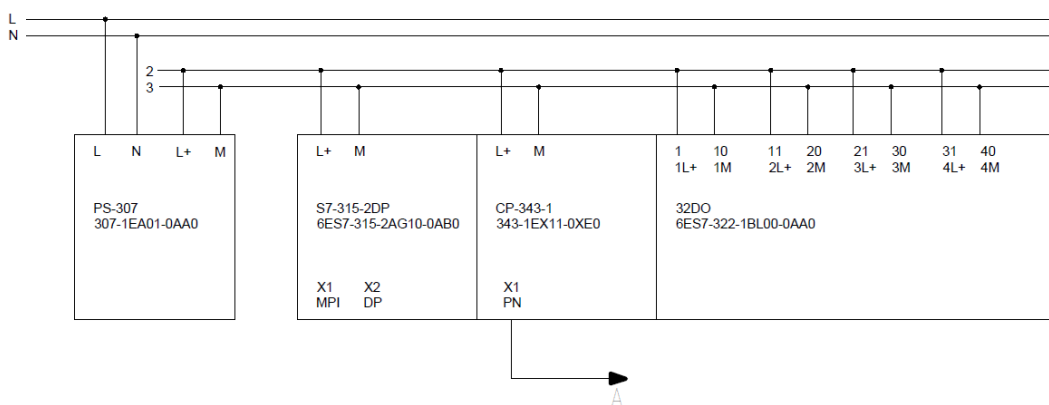 L
N
2
3
L N L+ M
PS-307
307-1EA01-0AA0
L+ M
S7-315-2DP
6ES7-315-2AG10-0AB0
X1 X2
MPI DP
L+ M
CP-343-1
343-1EX11-0XE0
X1
PN
1 10 11 20 21 30 31 40
1L+ 1M 2L+ 2M 3L+ 3M 4L+ 4M
32DO
6ES7-322-1BL00-0AA0
A